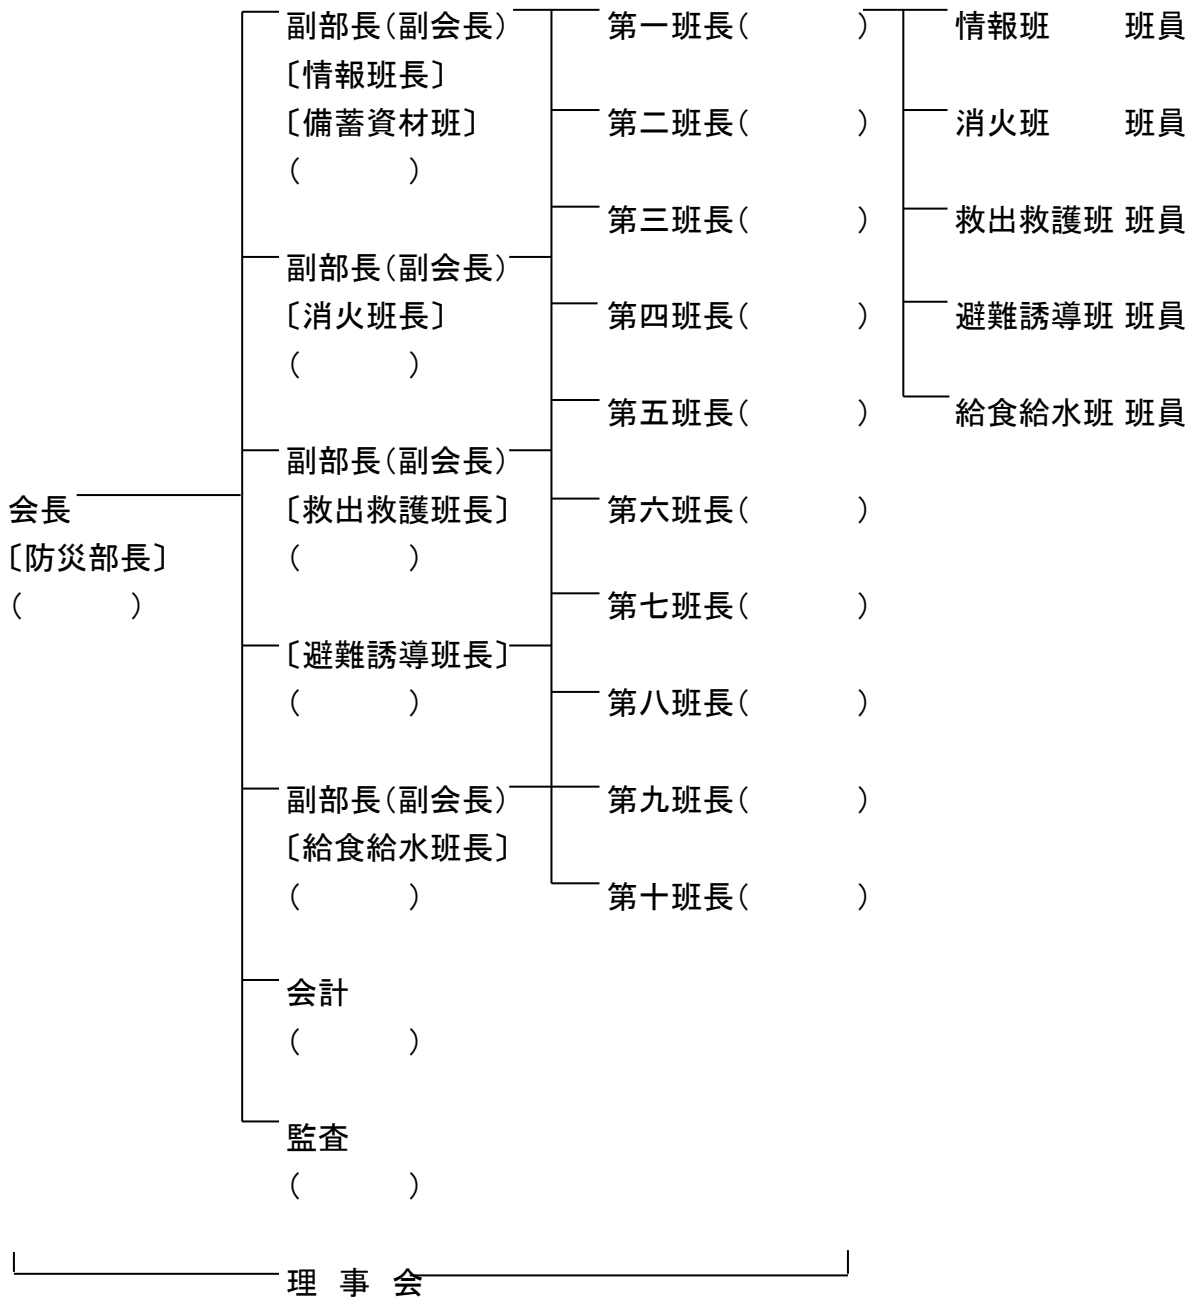 副部長（副会長） 第一班長（　　　） 情報班　　班員
〔情報班長〕
〔備蓄資材班〕 第二班長（　　　） 消火班　　班員
（　　　）
第三班長（　　　） 救出救護班 班員
副部長（副会長）
〔消火班長〕 第四班長（　　　） 避難誘導班 班員
（　　　）
第五班長（　　　） 給食給水班 班員
副部長（副会長）
会長 〔救出救護班長〕 第六班長（　　　）
〔防災部長〕 （　　　）
（　　　） 第七班長（　　　）
〔避難誘導班長〕
（　　　） 第八班長（　　　）
副部長（副会長） 第九班長（　　　）
〔給食給水班長〕
（　　　） 第十班長（　　　）
会計
（　　　）
監査
（　　　）
理 事 会